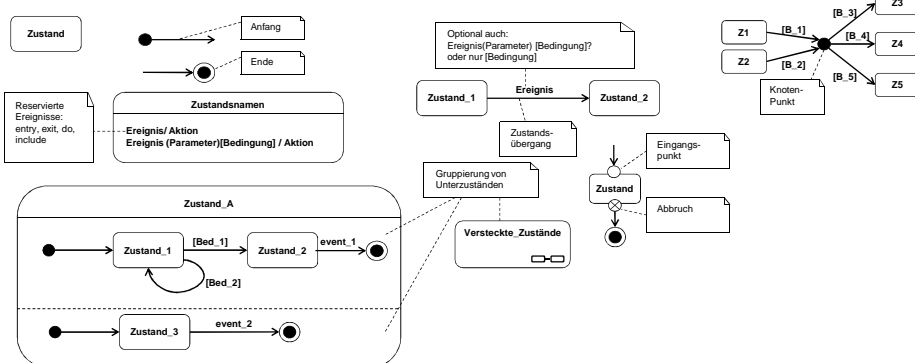 Zustand
Anfang
Ende
Reservierte
Ereignisse:
entry, exit, do,
include
Zustandsnamen
Ereignis/ Aktion
Ereignis (Parameter)[Bedingung] / Aktion
Optional auch:
Ereignis(Parameter) [Bedingung]?
oder nur [Bedingung]
Zustand_1
Ereignis
Zustand_2
Zustands-
übergang
Z1
Z2
[B_1]
[B_2]
[B_3]
[B_4]
[B_5]
Z3
Z4
Z5
Knoten-
Punkt
Eingangs-
punkt
Zustand
Abbruch
Gruppierung von
Unterzuständen
Versteckte_Zustände
Zustand_A
Zustand_1
[Bed_1]
Zustand_2
event_1
[Bed_2]
Zustand_3
event_2